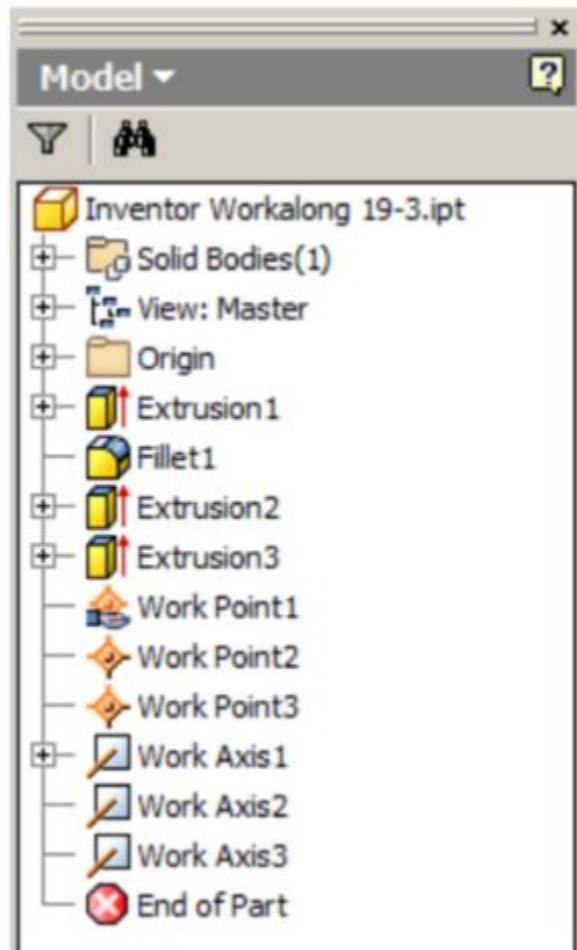 Model
Inventor Workalong 19-3.ipt
Solid Bodies(1)
View: Master
Origin
Extrusion1
Fillet1
Extrusion2
Extrusion3
Work Point1
Work Point2
Work Point3
Work Axis1
Work Axis2
Work Axis3
End of Part